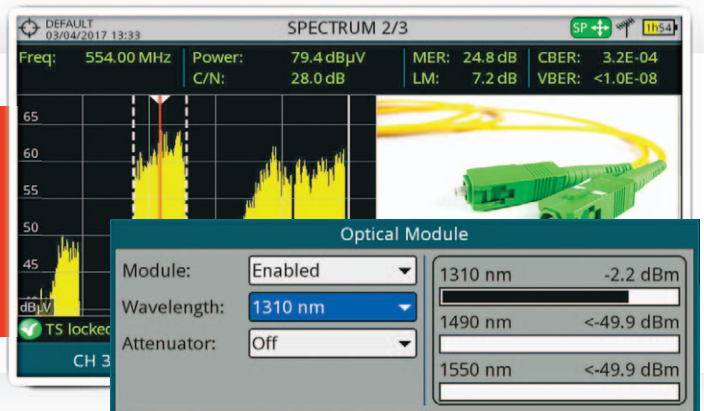 DEFAULT
03/04/2017 13:33
SPECTRUM 2/3
SP
1h54
Freq: 554.00 MHz
Power: 79.4 dBµV
MER: 24.8 dB
CBER: 3.2E-04
C/N: 28.0 dB
LM: 7.2 dB
VBER: <1.0E-08
65
60
55
50
45
dBµV
TS locked
CH 3
Optical Module
Module: Enabled
Wavelength: 1310 nm
Attenuator: Off
1310 nm -2.2 dBm
1490 nm <-49.9 dBm
1550 nm <-49.9 dBm